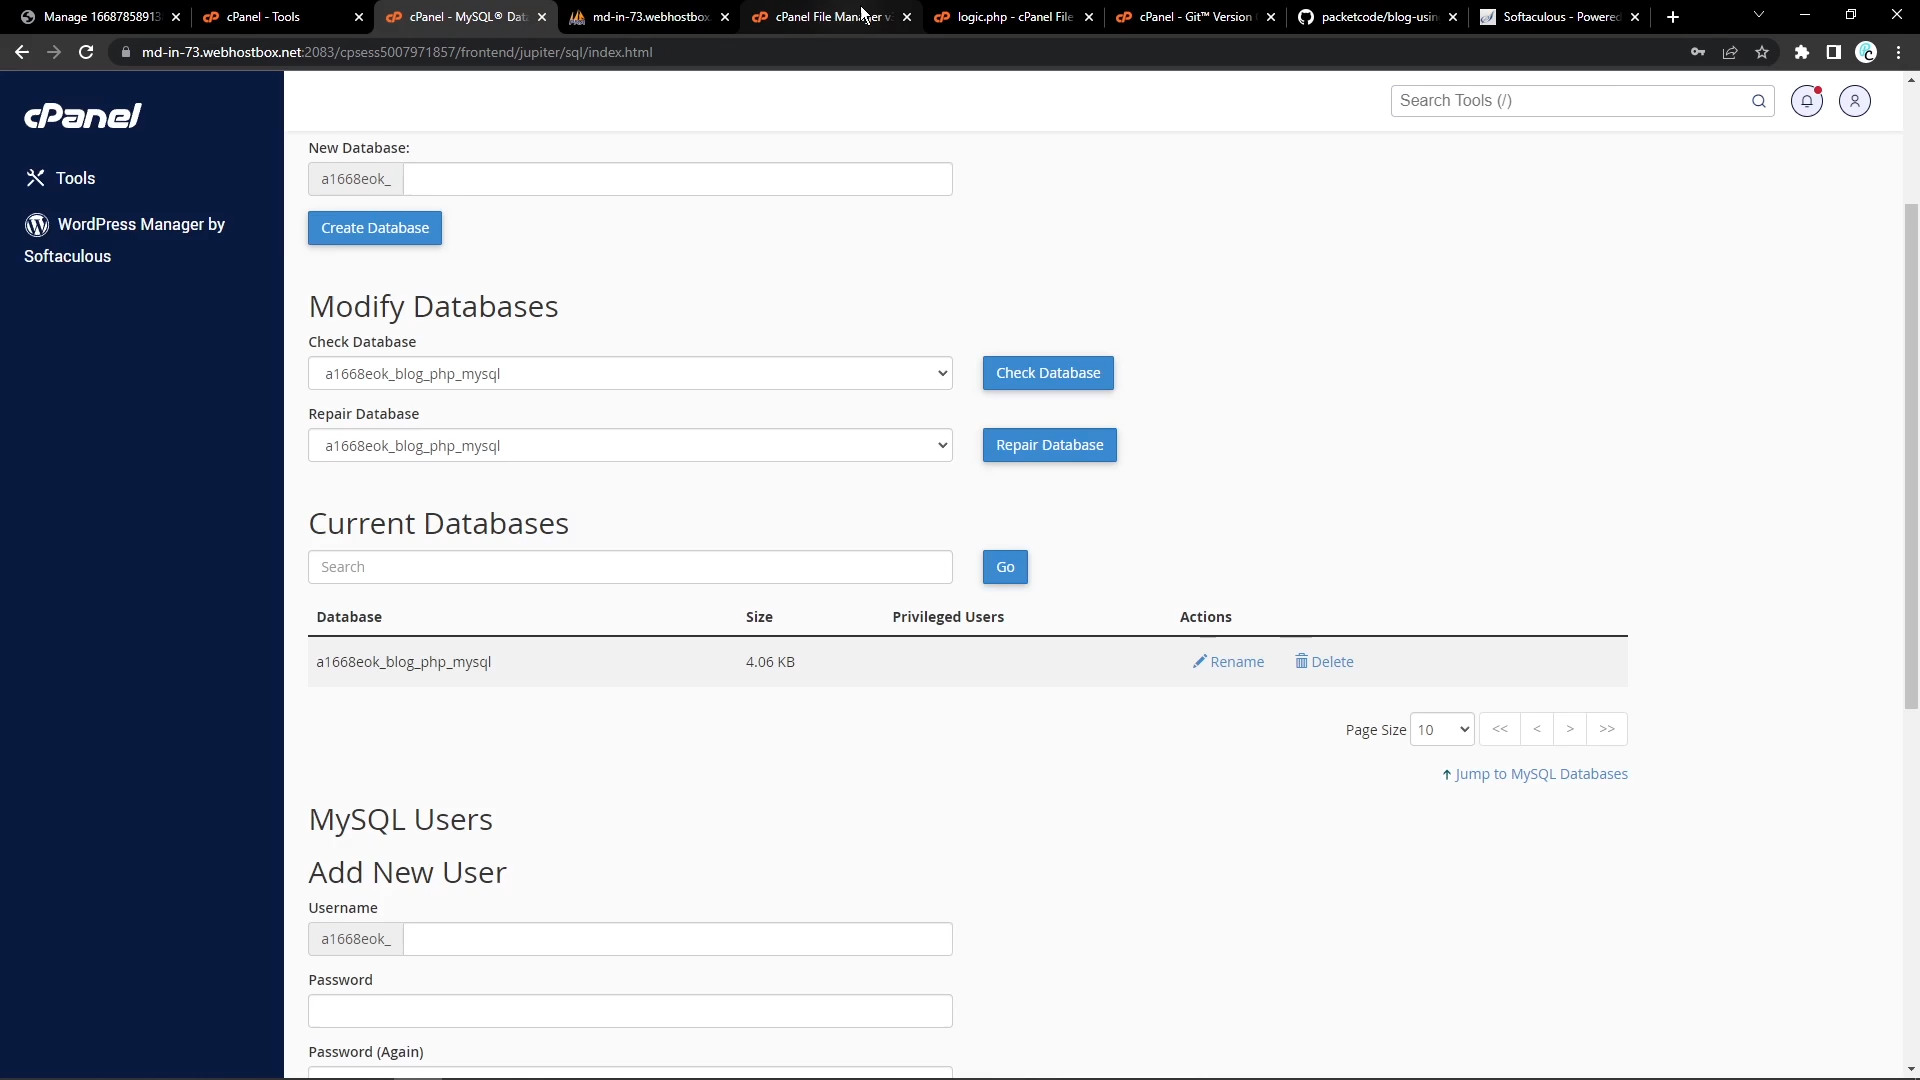 Manage 1668785891
cPanel - Tools
cPanel - MySQL® Dat
md-in-73.webhostbox.
cPanel File Manager v
logic.php - cPanel File
cPanel - Git™ Version
packetcode/blog-usin
Softaculous - Powered
md-in-73.webhostbox.net:2083/cpsess5007971857/frontend/jupiter/sql/index.html
cPanel
Search Tools (/)
Tools
WordPress Manager by
Softaculous
New Database:
a1668eok_
Create Database
Modify Databases
Check Database
a1668eok_blog_php_mysql
Check Database
Repair Database
a1668eok_blog_php_mysql
Repair Database
Current Databases
Search
Go
Database Size Privileged Users Actions
a1668eok_blog_php_mysql 4.06 KB Rename Delete
Page Size 10 << < > >>
Jump to MySQL Databases
MySQL Users
Add New User
Username
a1668eok_
Password
Password (Again)